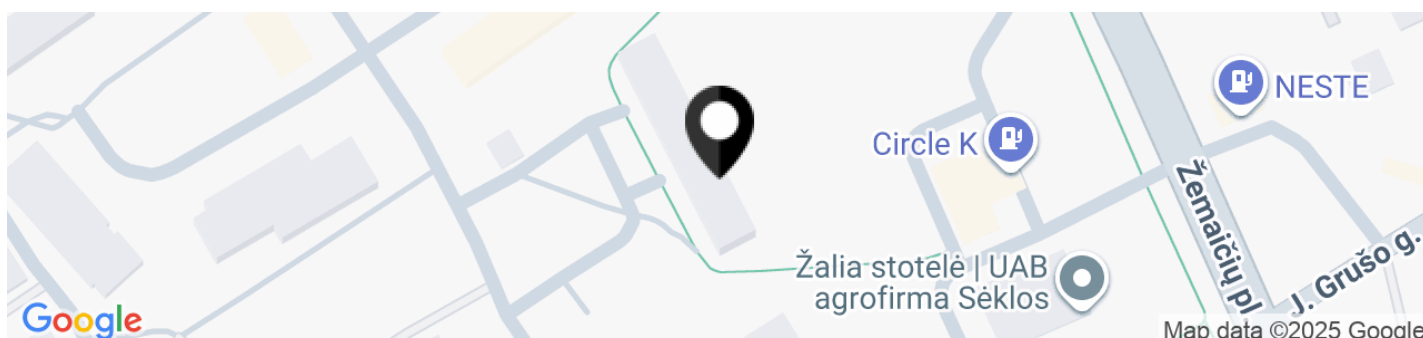 NESTE
Circle K
Žemaičių pl
Žalia stotelė | UAB
agrofirma Sėklos
J. Grušo g.
Google
Map data ©2025 Google